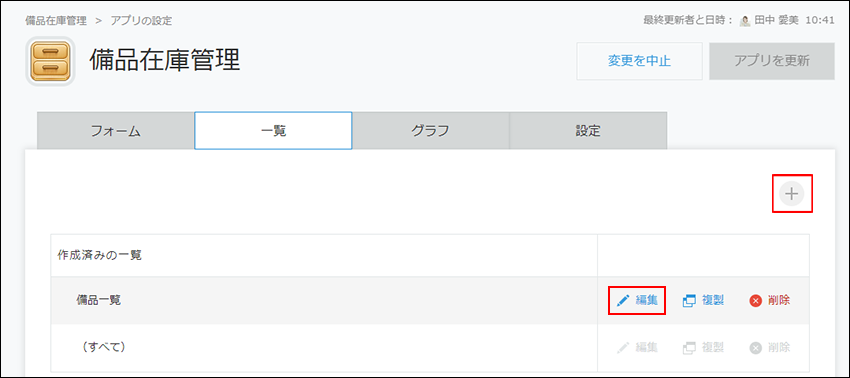 備品在庫管理 > アプリの設定 最終更新者と日時： 田中 愛美 10:41
備品在庫管理 変更を中止 アプリを更新
フォーム 一覧 グラフ 設定
作成済みの一覧
備品一覧 編集 複製 削除
（すべて） 編集 複製 削除